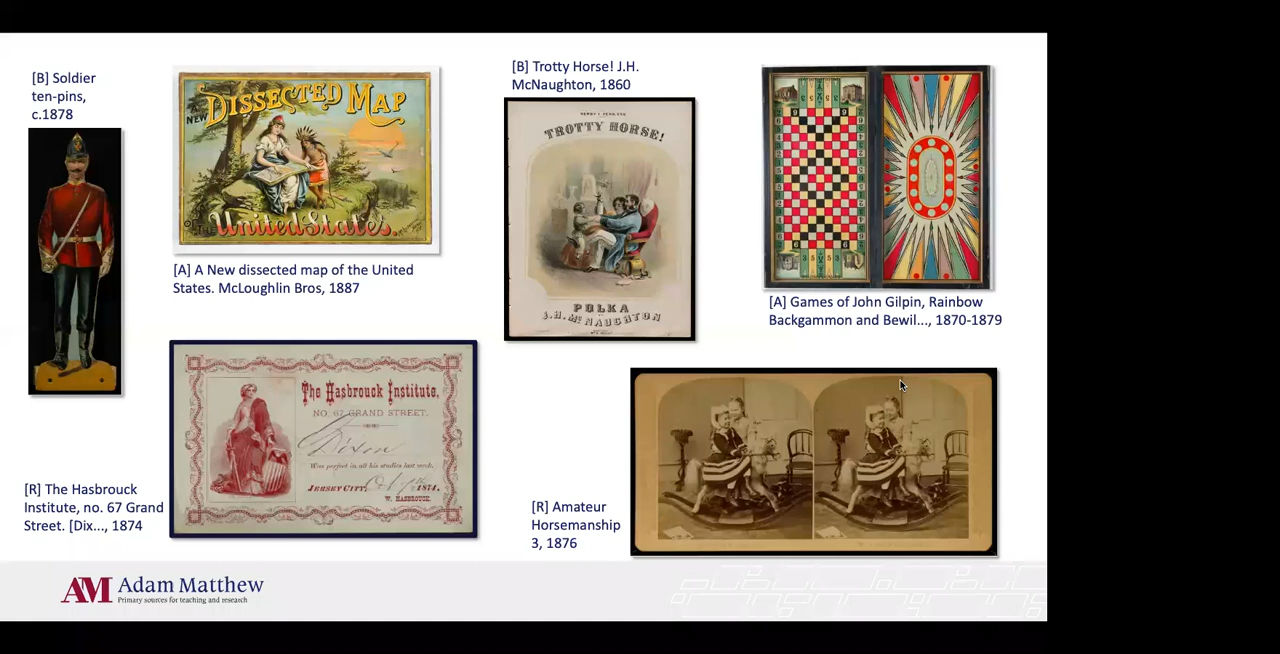 [B] Soldier
ten-pins,
c.1878
NEW DISSECTED MAP
OF THE United States.
[A] A New dissected map of the United
States. McLoughlin Bros, 1887
[B] Trotty Horse! J.H.
McNaughton, 1860
TROTTY HORSE!
POLKA
J.H. McNAUGHTON
[A] Games of John Gilpin, Rainbow
Backgammon and Bewil..., 1870-1879
[R] The Hasbrouck
Institute, no. 67 Grand
Street. [Dix..., 1874
The Hasbrouck Institute,
NO. 67 GRAND STREET.
Dixon
Was perfect in all his studies last week.
JERSEY CITY, Oct 1874.
W. HASBROUCK.
[R] Amateur
Horsemanship
3, 1876
AM Adam Matthew
Primary sources for teaching and research